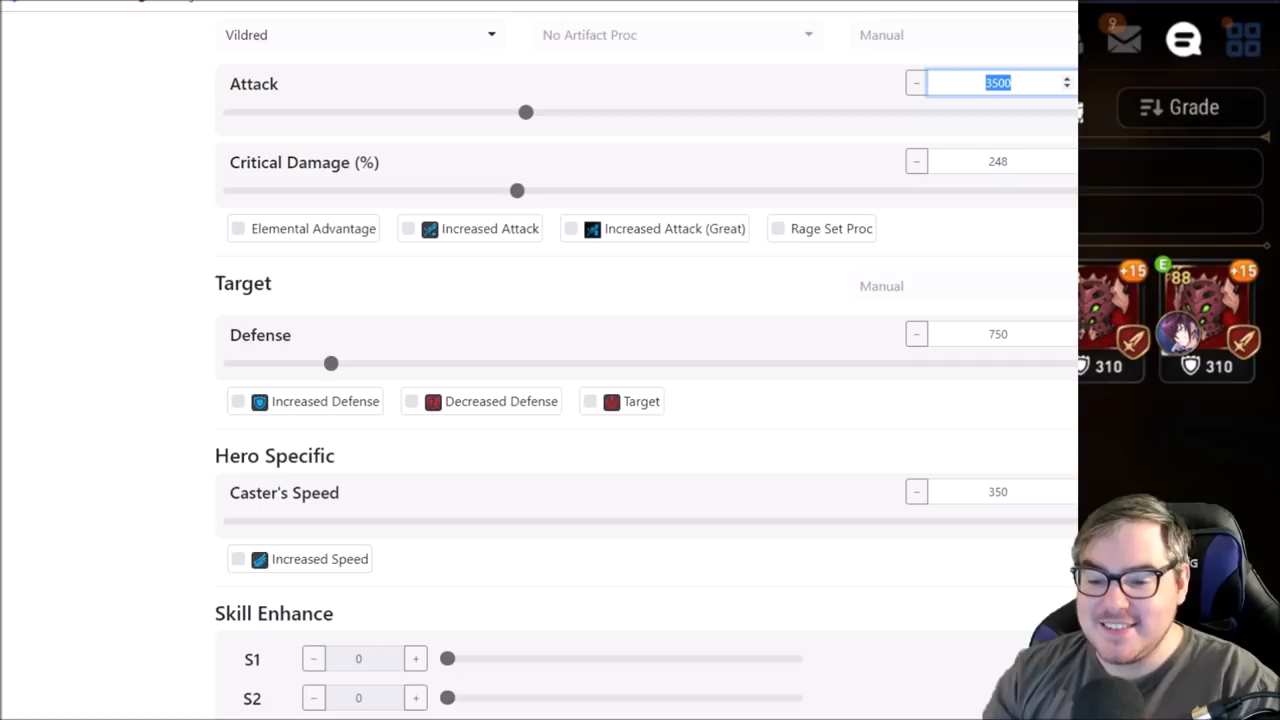 Vildred
No Artifact Proc
Manual
Attack
3500
Critical Damage (%)
248
Elemental Advantage
Increased Attack
Increased Attack (Great)
Rage Set Proc
Target
Manual
Defense
750
Increased Defense
Decreased Defense
Target
Hero Specific
Caster's Speed
350
Increased Speed
Skill Enhance
S1
0
S2
0
9
Grade
+15
310
E
88
+15
310
G